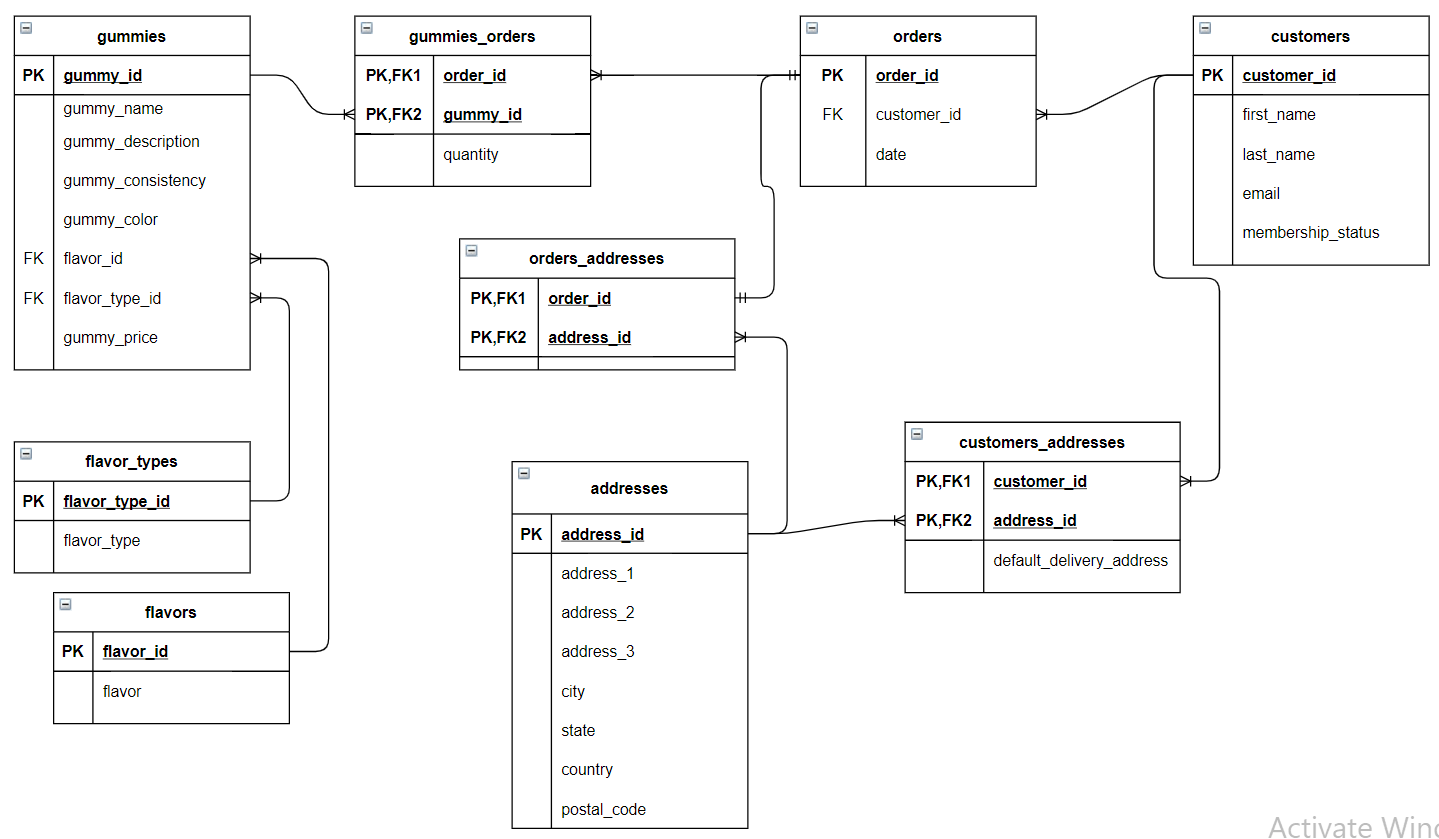 gummies
PK gummy_id
gummy_name
gummy_description
gummy_consistency
gummy_color
FK flavor_id
FK flavor_type_id
gummy_price
gummies_orders
PK,FK1 order_id
PK,FK2 gummy_id
quantity
orders
PK order_id
FK customer_id
date
customers
PK customer_id
first_name
last_name
email
membership_status
orders_addresses
PK,FK1 order_id
PK,FK2 address_id
flavor_types
PK flavor_type_id
flavor_type
flavors
PK flavor_id
flavor
addresses
PK address_id
address_1
address_2
address_3
city
state
country
postal_code
customers_addresses
PK,FK1 customer_id
PK,FK2 address_id
default_delivery_address
Activate Win